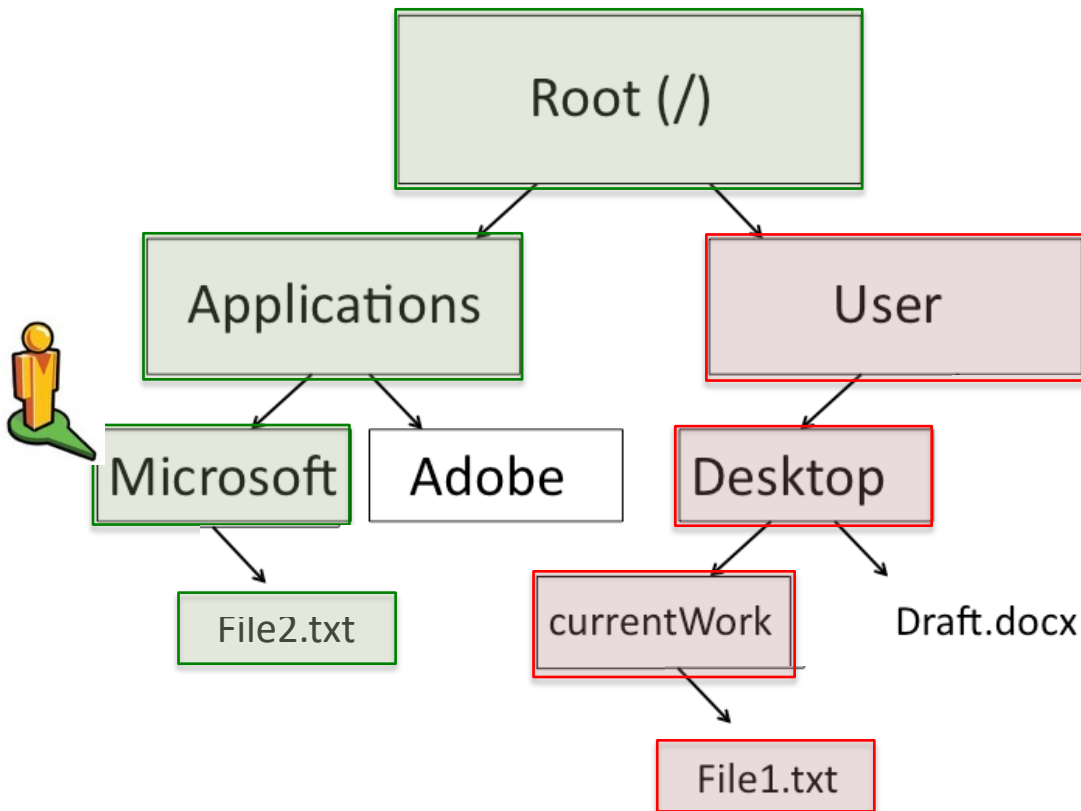 Root (/)
Applications
User
Microsoft
Adobe
Desktop
File2.txt
currentWork
Draft.docx
File1.txt